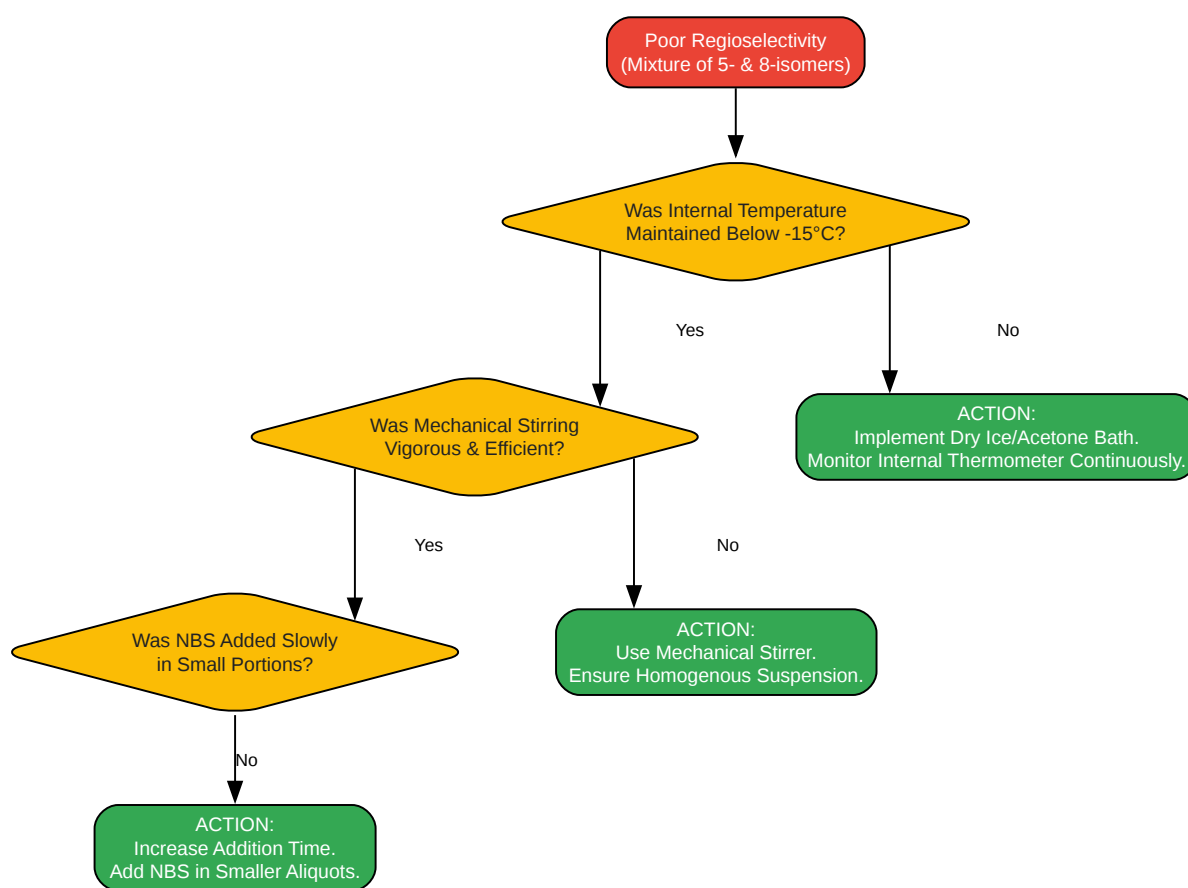 Poor Regioselectivity
(Mixture of 5- & 8-isomers)
Was Internal Temperature
Maintained Below -15°C?
Yes
No
Was Mechanical Stirring
Vigorous & Efficient?
ACTION:
Implement Dry Ice/Acetone Bath.
Monitor Internal Thermometer Continuously.
Yes
No
Was NBS Added Slowly
in Small Portions?
ACTION:
Use Mechanical Stirrer.
Ensure Homogenous Suspension.
No
ACTION:
Increase Addition Time.
Add NBS in Smaller Aliquots.